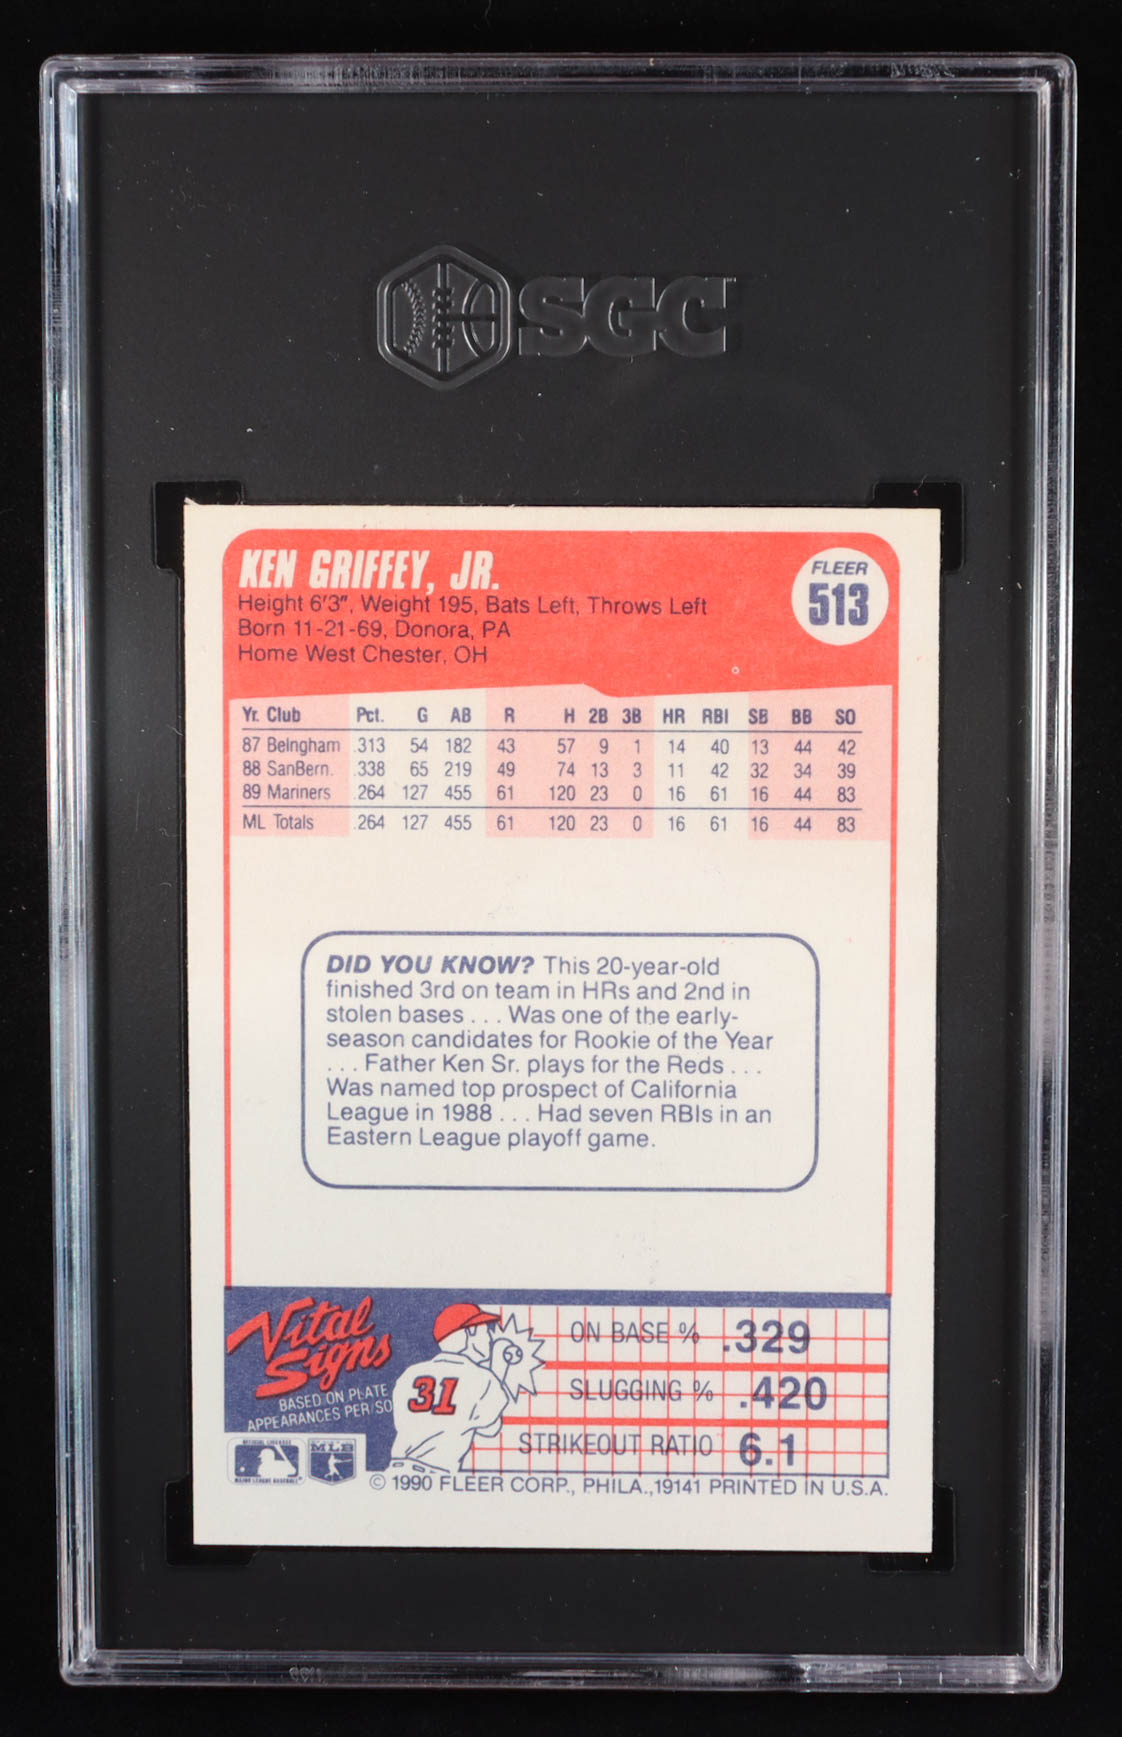 SGC
KEN GRIFFEY, JR.
FLEER
513
Height 6'3", Weight 195, Bats Left, Throws Left
Born 11-21-69, Donora, PA
Home West Chester, OH
Yr. Club Pct. G AB R H 2B 3B HR RBI SB BB SO
87 Belngham .313 54 182 43 57 9 1 14 40 13 44 42
88 SanBern. .338 65 219 49 74 13 3 11 42 32 34 39
89 Mariners .264 127 455 61 120 23 0 16 61 16 44 83
ML Totals .264 127 455 61 120 23 0 16 61 16 44 83
DID YOU KNOW? This 20-year-old
finished 3rd on team in HRs and 2nd in
stolen bases . . . Was one of the early-
season candidates for Rookie of the Year
. . . Father Ken Sr. plays for the Reds . . .
Was named top prospect of California
League in 1988 . . . Had seven RBIs in an
Eastern League playoff game.
Vital
Signs
BASED ON PLATE
APPEARANCES PER/SO
31
ON BASE % .329
SLUGGING % .420
STRIKEOUT RATIO 6.1
OFFICIAL LICENSEE
MAJOR LEAGUE BASEBALL
MLB
© 1990 FLEER CORP., PHILA.,19141 PRINTED IN U.S.A.